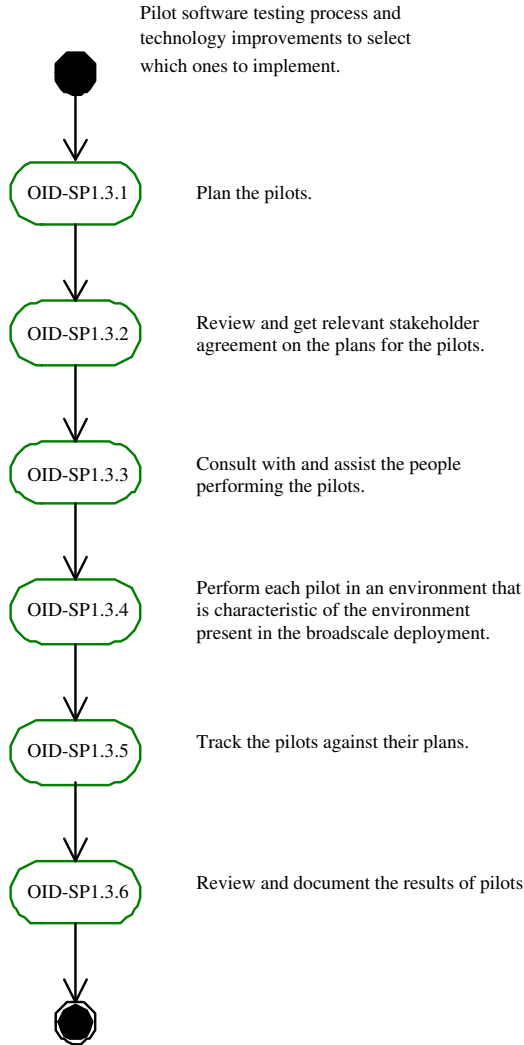 Pilot software testing process and
technology improvements to select
which ones to implement.
OID-SP1.3.1
Plan the pilots.
OID-SP1.3.2
Review and get relevant stakeholder
agreement on the plans for the pilots.
OID-SP1.3.3
Consult with and assist the people
performing the pilots.
OID-SP1.3.4
Perform each pilot in an environment that
is characteristic of the environment
present in the broadscale deployment.
OID-SP1.3.5
Track the pilots against their plans.
OID-SP1.3.6
Review and document the results of pilots